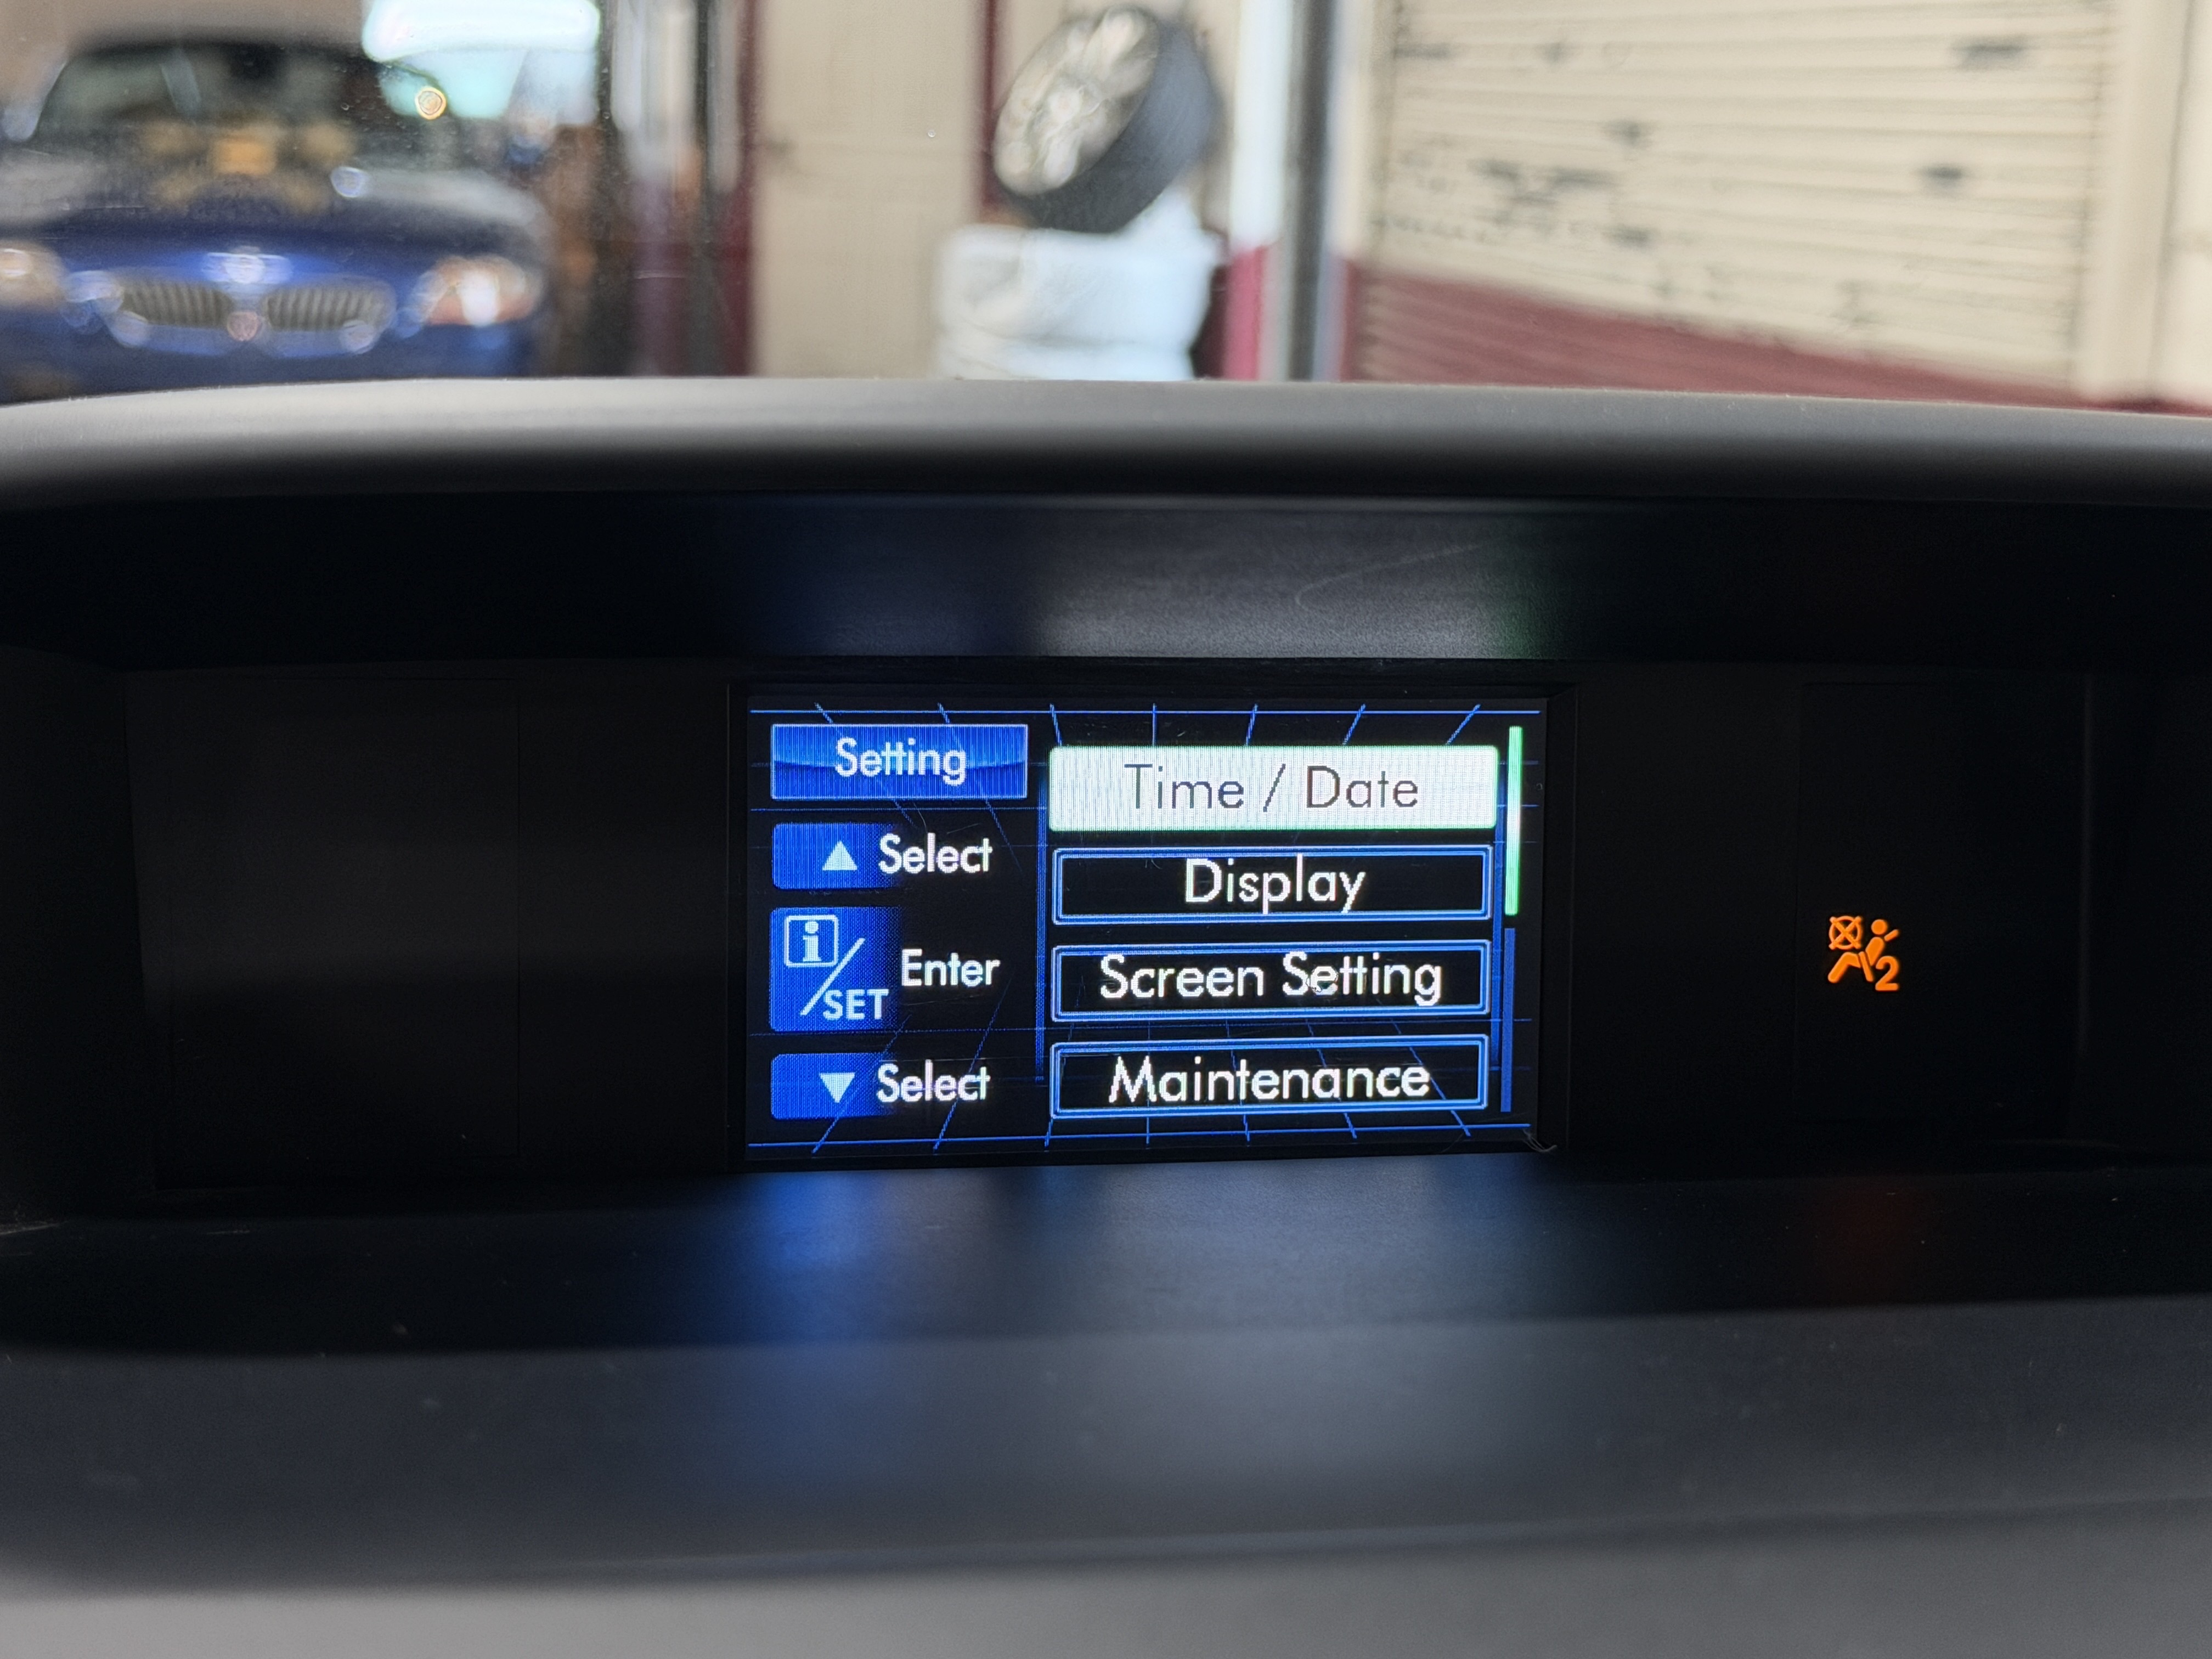 Setting
Time / Date
▲ Select
Display
i/SET Enter
Screen Setting
▼ Select
Maintenance
2